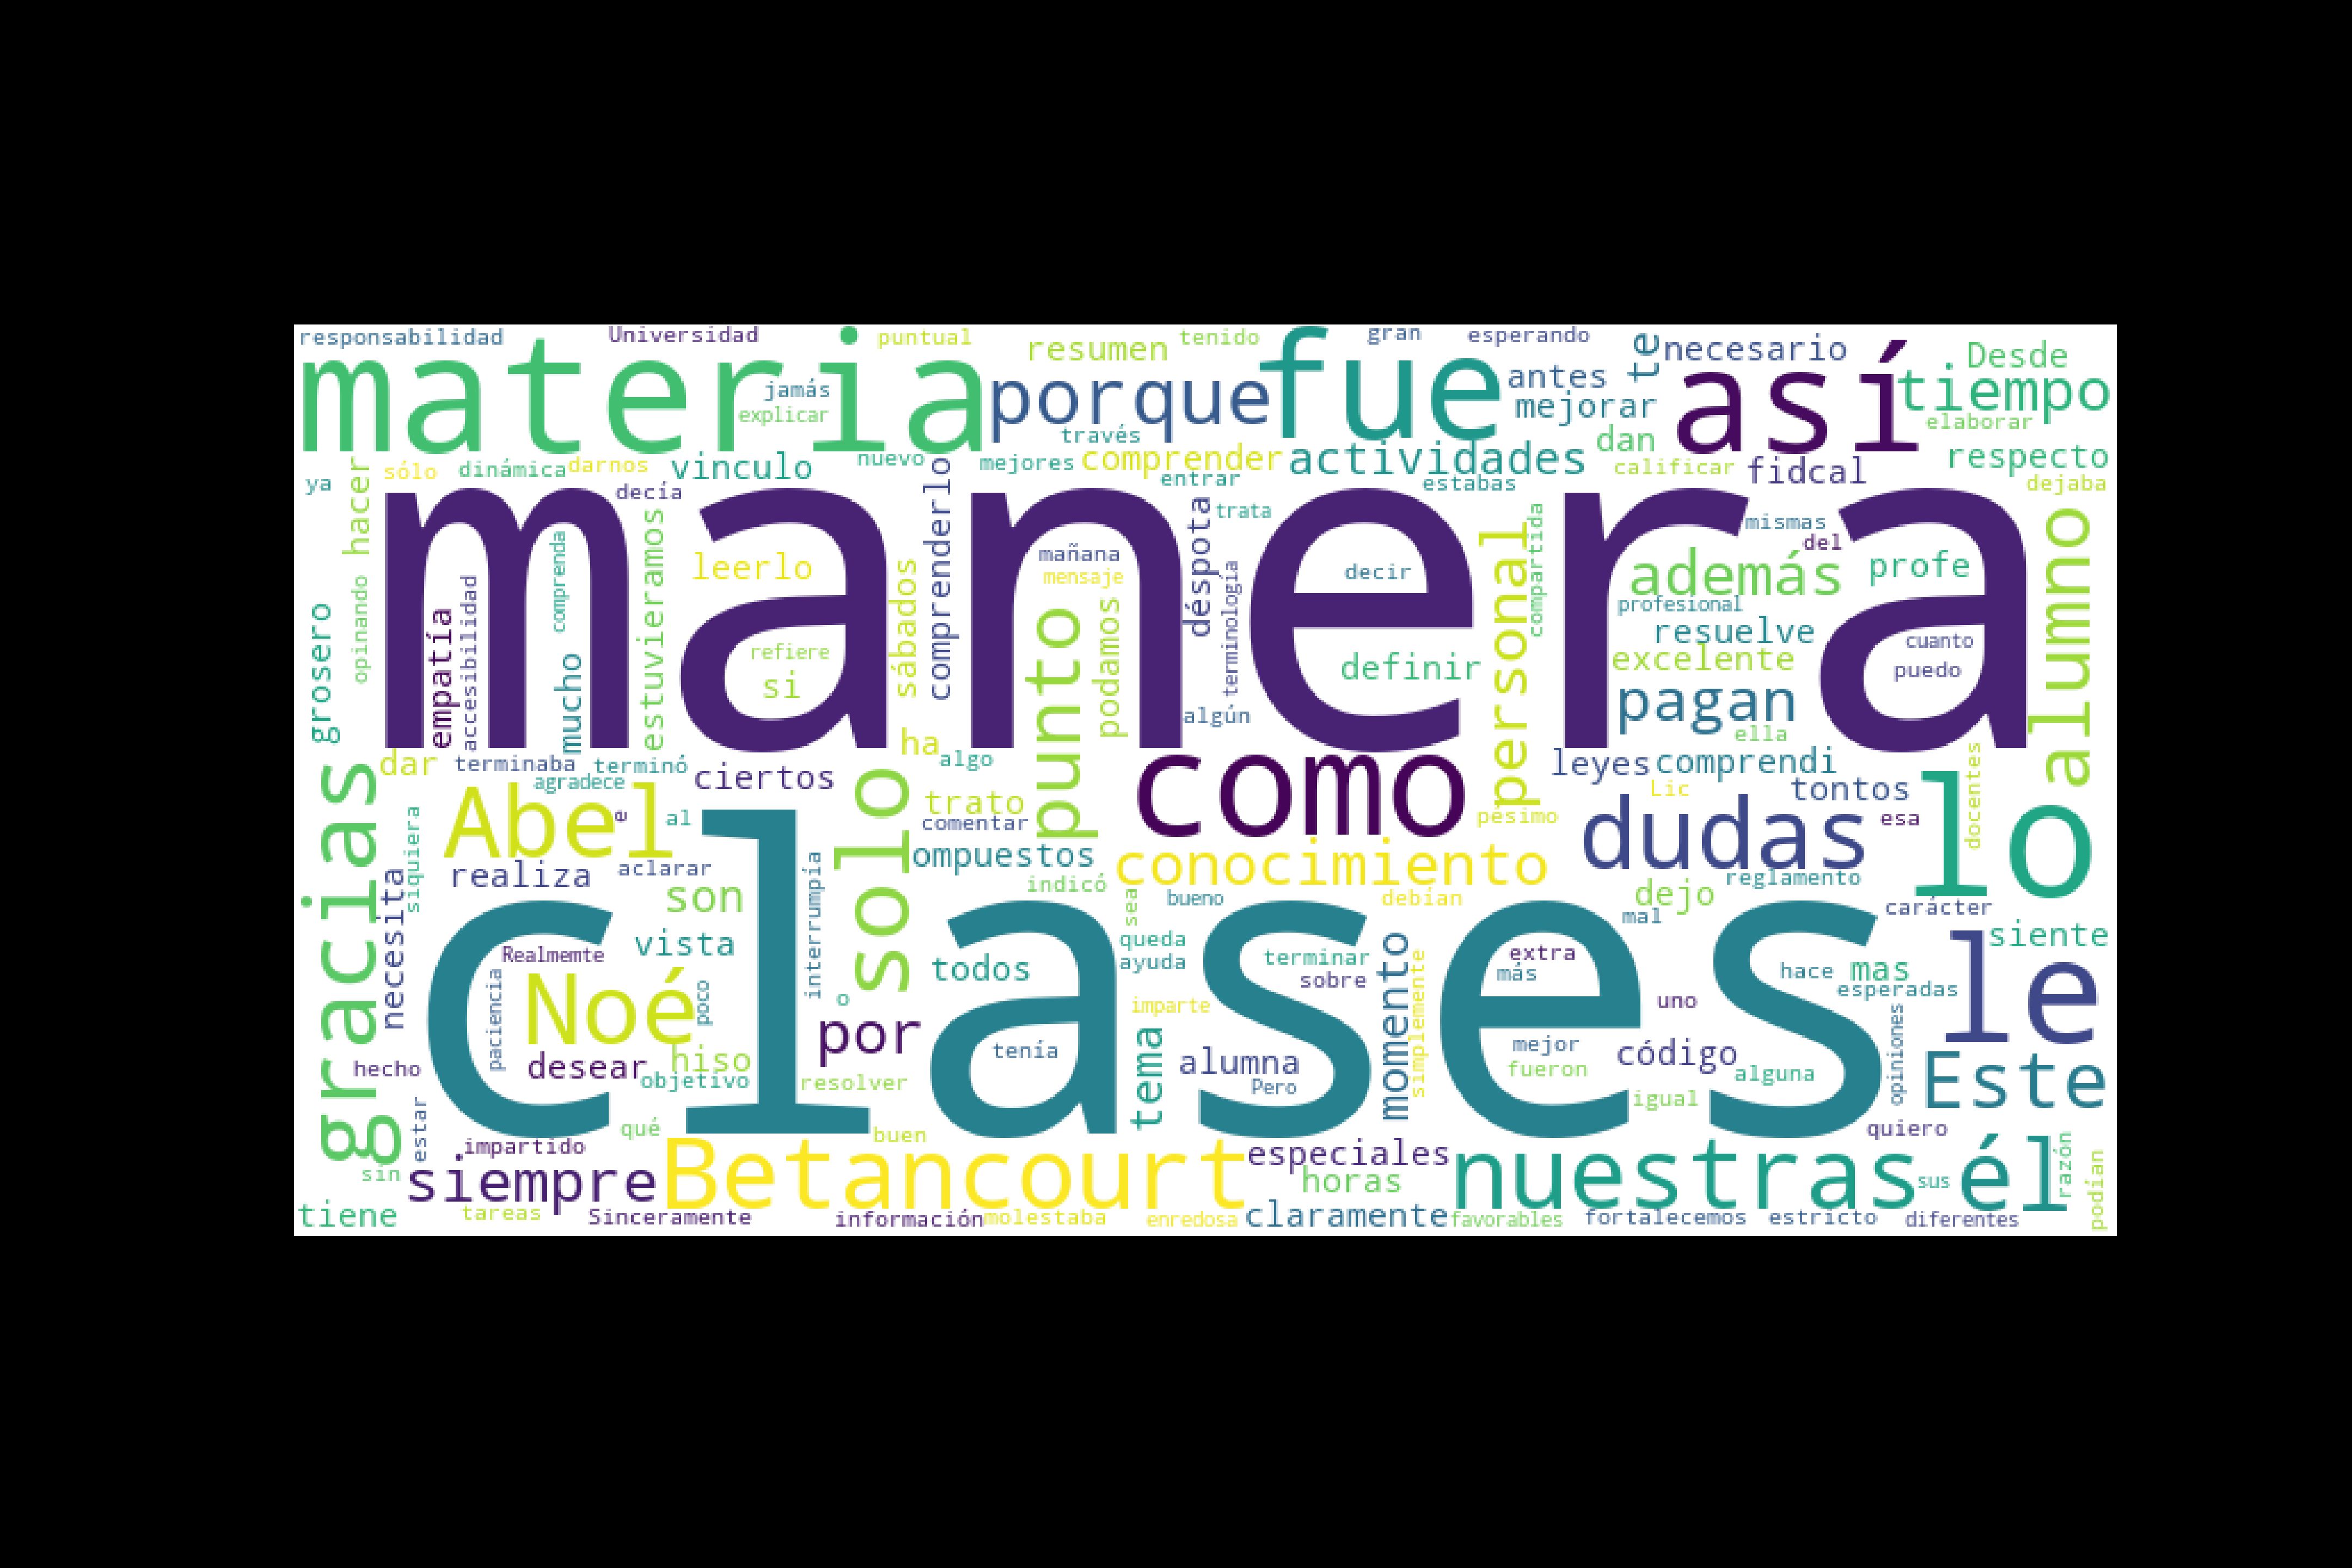 responsabilidad
Universidad
puntual
tenido
gran
esperando
materia
jamás
explicar
resumen
porque
fue
antes
te
necesario
mejorar
así
Desde
tiempo
elaborar
través
dan
ya
sólo
dinámica
darnos
vinculo
nuevo
mejores
comprender
actividades
calificar
fidcal
respecto
hacer
decía
entrar
estabas
dejaba
manera
comprenderlo
déspota
trata
compartida
mismas
del
alumno
opinando
grosero
empatía
accesibilidad
comprenda
mucho
estuvieramos
leerlo
refiere
si
sábados
mañana
mensaje
punto
podamos
terminología
algún
decir
definir
personal
además
profe
profesional
resuelve
excelente
cuanto
puedo
pagan
ella
gracias
dar
terminaba
terminó
agradece
ciertos
ha
algo
como
leyes
comprendi
docentes
Abel
e
al
solo
trato
comentar
pésimo
Lic
tontos
dudas
esa
lo
siquiera
necesita
realiza
aclarar
son
ompuestos
conocimiento
indicó
dejo
reglamento
clases
interrumpía
sea
bueno
debían
mal
carácter
siente
vista
Realmemte
paciencia
Noé
poco
todos
queda
ayuda
terminar
sobre
momento
simplemente
extra
más
hace
mas
esperadas
le
o
por
imparte
uno
hecho
desear
hiso
objetivo
resolver
tenía
tema
alumna
Pero
mejor
fueron
código
alguna
opiniones
Este
estar
qué
buen
igual
quiero
impartido
sin
siempre
Betancourt
especiales
horas
nuestras
sus
él
razón
podian
tiene
tareas
Sinceramente
información
molestaba
enredosa
claramente
favorables
fortalecemos
estricto
diferentes